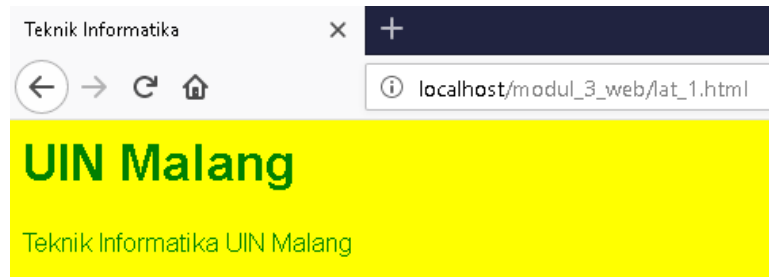 Teknik Informatika
localhost/modul_3_web/lat_1.html
UIN Malang
Teknik Informatika UIN Malang